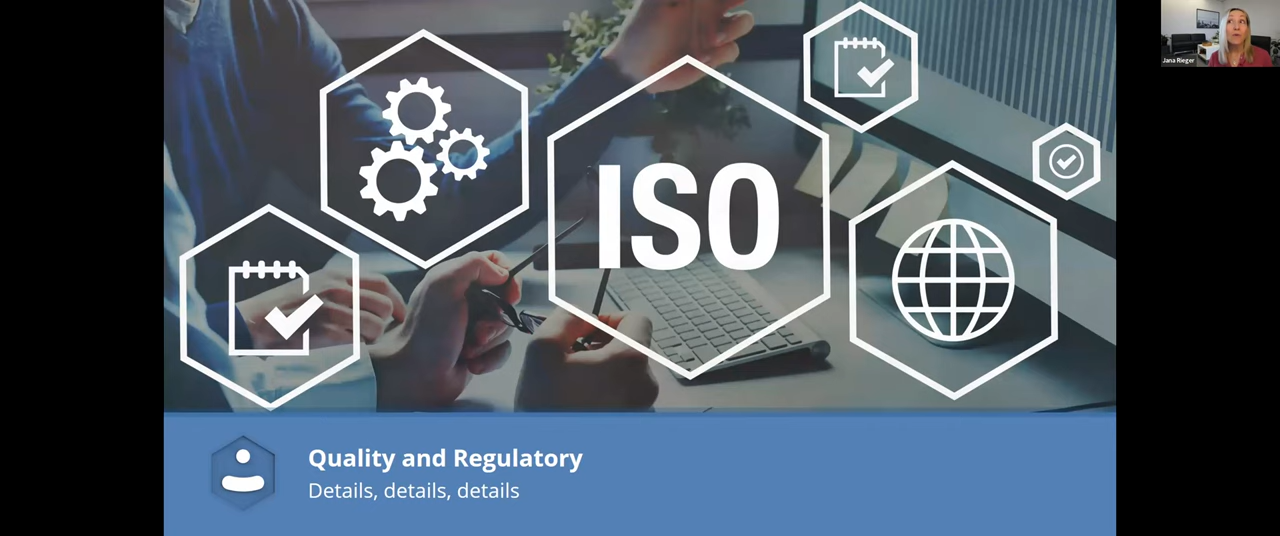 Jana Rieger
ISO
Quality and Regulatory
Details, details, details